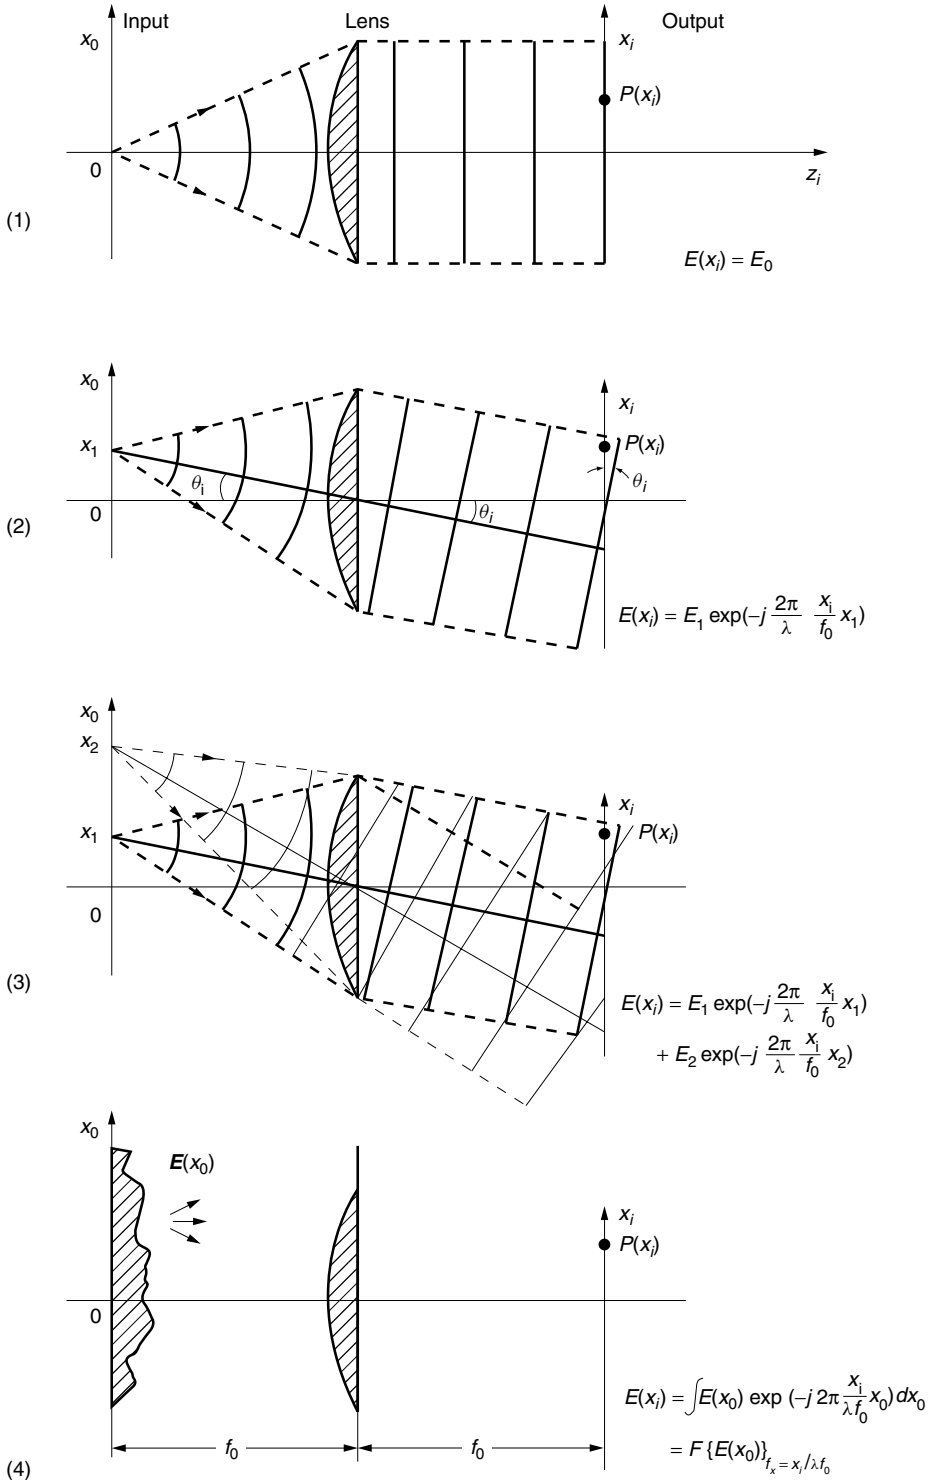 Input Lens Output
x₀ xᵢ
P(xᵢ)
0
zᵢ
(1)
E(xᵢ) = E₀
x₀
xᵢ
x₁ P(xᵢ)
θᵢ θᵢ
0 θᵢ
(2)
E(xᵢ) = E₁ exp(−j 2π/λ xᵢ/f₀ x₁)
x₀
x₂
xᵢ
x₁ P(xᵢ)
0
(3)
E(xᵢ) = E₁ exp(−j 2π/λ xᵢ/f₀ x₁)
+ E₂ exp(−j 2π/λ xᵢ/f₀ x₂)
x₀
E(x₀)
xᵢ
P(xᵢ)
0
E(xᵢ) = ∫E(x₀) exp (−j 2π xᵢ/λf₀ x₀) dx₀
f₀ f₀
= F {E(x₀)}fₓ = xᵢ/λf₀
(4)